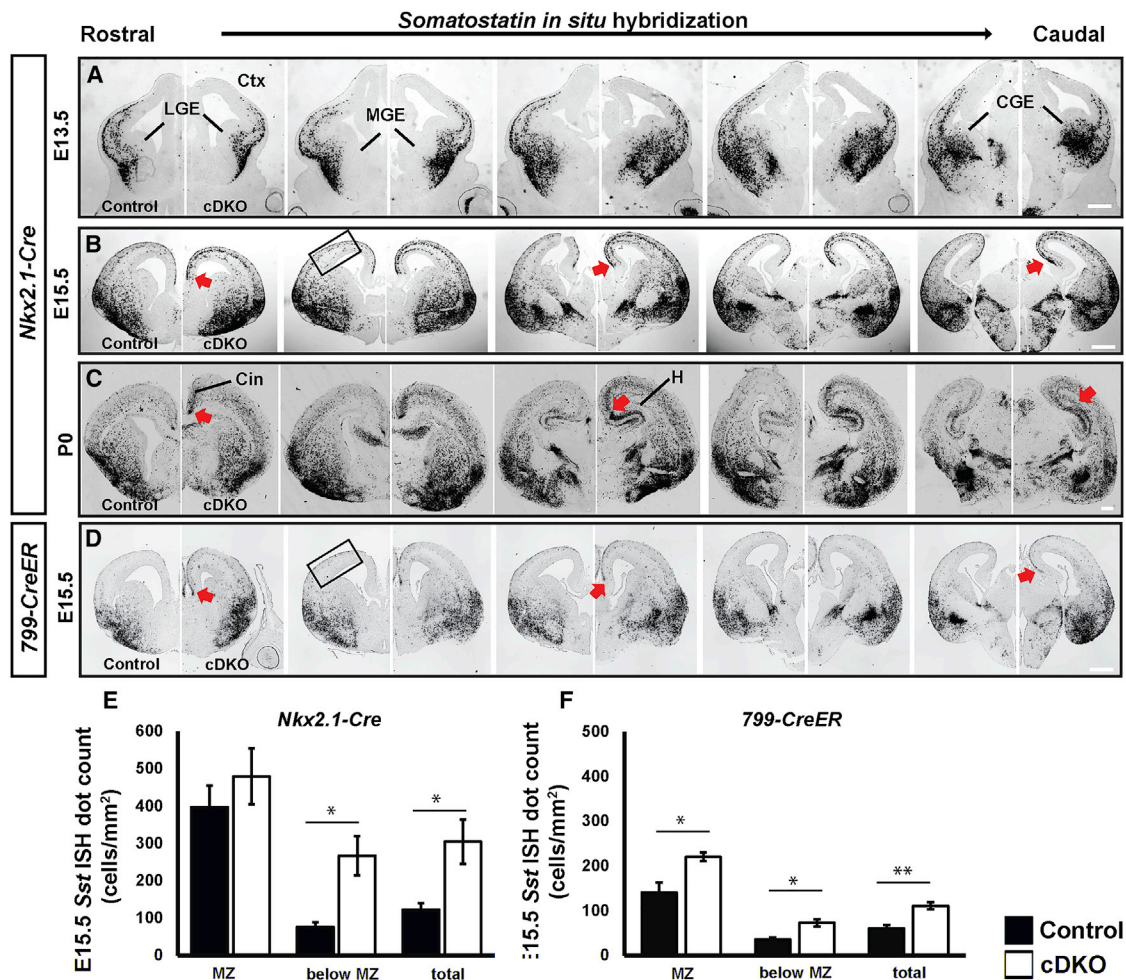 Somatostatin in situ hybridization
Rostral
Caudal
Nkx2.1-Cre
E13.5
A
LGE
Ctx
MGE
CGE
Control
cDKO
E15.5
B
Control
cDKO
P0
C
Cin
H
Control
cDKO
799-CreER
E15.5
D
Control
cDKO
E
Nkx2.1-Cre
E15.5 Sst ISH dot count
(cells/mm²)
600
500
400
300
200
100
0
*
*
MZ
below MZ
total
F
799-CreER
:15.5 Sst ISH dot count
(cells/mm²)
500
400
300
200
100
0
*
*
**
MZ
below MZ
total
Control
cDKO